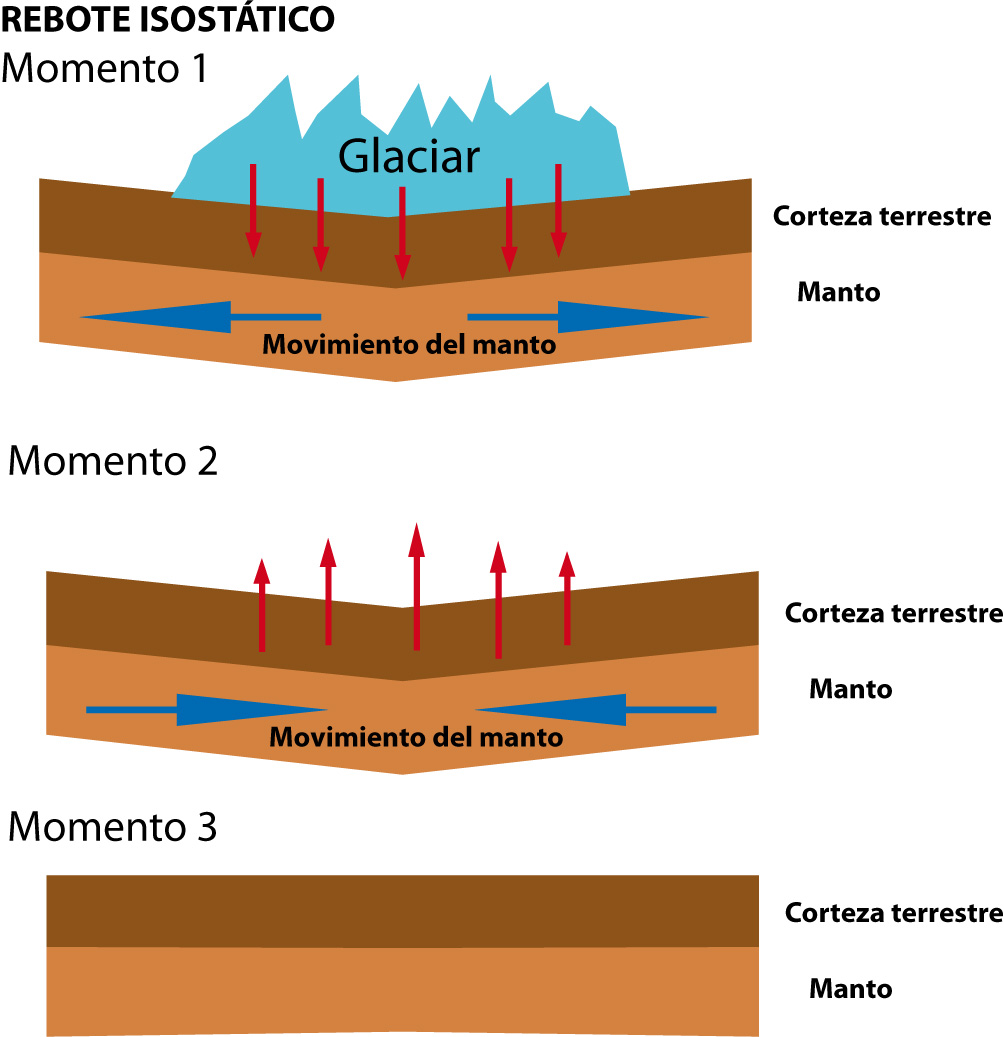 REBOTE ISOSTÁTICO
Momento 1
Glaciar
Corteza terrestre
Manto
Movimiento del manto
Momento 2
Corteza terrestre
Manto
Movimiento del manto
Momento 3
Corteza terrestre
Manto